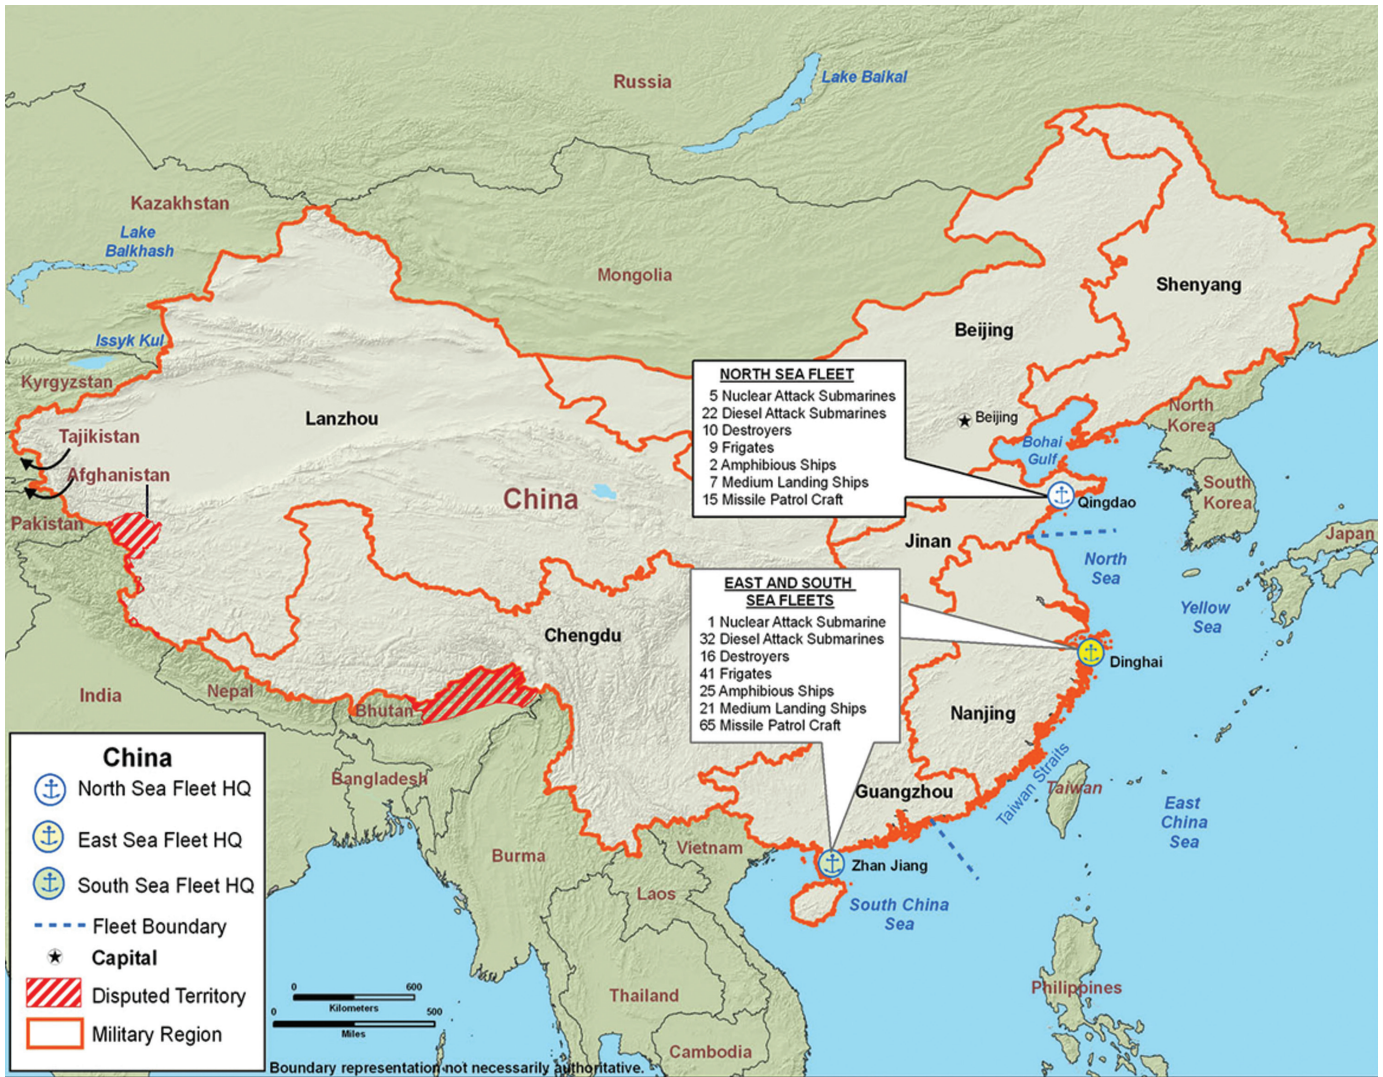 Russia
Lake Baikal
Kazakhstan
Lake
Balkhash
Mongolia
Shenyang
Beijing
Issyk Kul
Kyrgyzstan
NORTH SEA FLEET
5 Nuclear Attack Submarines
22 Diesel Attack Submarines
10 Destroyers
9 Frigates
2 Amphibious Ships
7 Medium Landing Ships
15 Missile Patrol Craft
Beijing
North
Korea
Lanzhou
Tajikistan
Afghanistan
Bohai
Gulf
China
South
Korea
Qingdao
Pakistan
Jinan
Japan
North
Sea
EAST AND SOUTH
SEA FLEETS
1 Nuclear Attack Submarine
32 Diesel Attack Submarines
16 Destroyers
41 Frigates
25 Amphibious Ships
21 Medium Landing Ships
65 Missile Patrol Craft
Yellow
Sea
Chengdu
Dinghai
India
Nepal
Bhutan
Nanjing
Bangladesh
Guangzhou
Taiwan Straits
Taiwan
East
China
Sea
Burma
Vietnam
Zhan Jiang
Laos
South China
Sea
Thailand
Philippines
Cambodia
China
North Sea Fleet HQ
East Sea Fleet HQ
South Sea Fleet HQ
Fleet Boundary
Capital
Disputed Territory
Military Region
0 600
Kilometers
0 500
Miles
Boundary representation not necessarily authoritative.